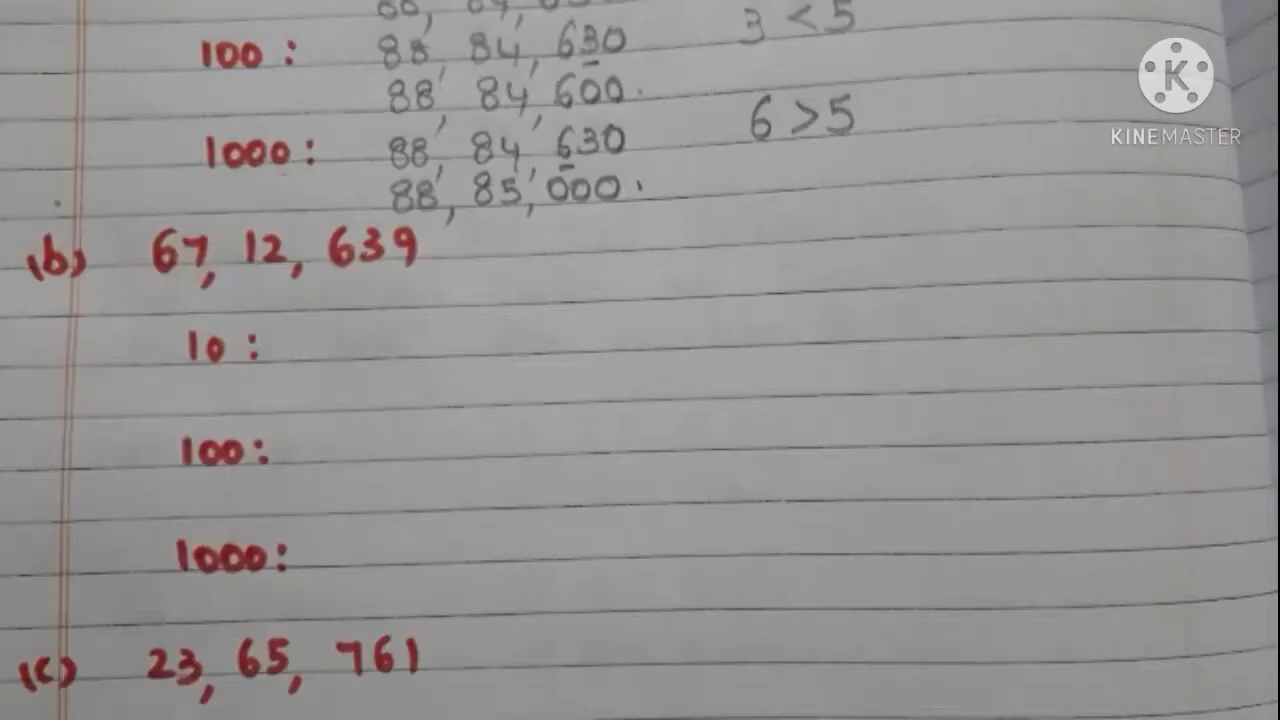 3 < 5
100 : 88, 84, 630
88, 84, 600.
1000 : 88, 84, 630 6 > 5
88, 85, 000.
(b) 67, 12, 639
10 :
100 :
1000 :
(c) 23, 65, 761
K
KINEMASTER